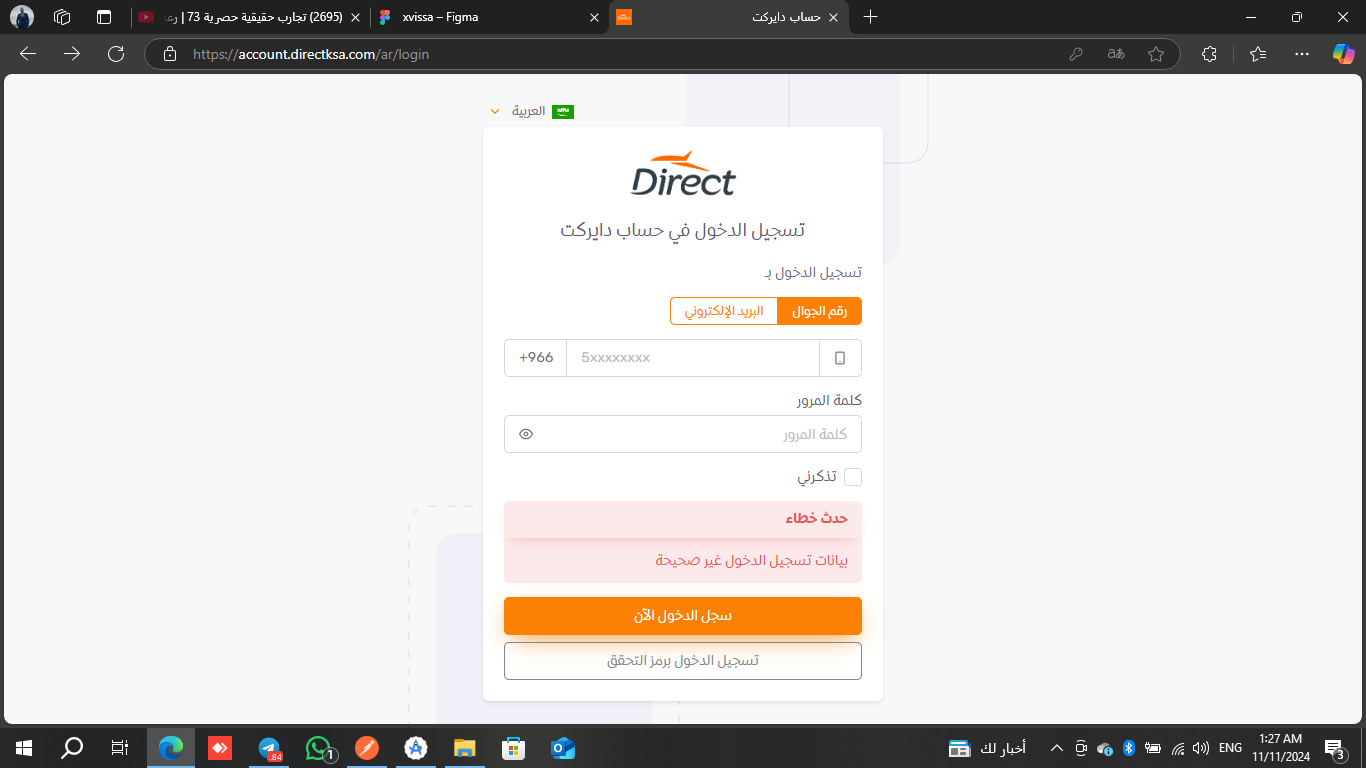 (2695) تجارب حقيقية حصرية 73 | رعـ
xvissa – Figma
حساب دايركت
https://account.directksa.com/ar/login
aあ
العربية
Direct
تسجيل الدخول في حساب دايركت
تسجيل الدخول بـ
رقم الجوال
البريد الإلكتروني
+966
5xxxxxxxx
كلمة المرور
كلمة المرور
تذكرني
حدث خطاء
بيانات تسجيل الدخول غير صحيحة
سجل الدخول الآن
تسجيل الدخول برمز التحقق
.84
1
أخبار لك
ENG
1:27 AM
11/11/2024
3